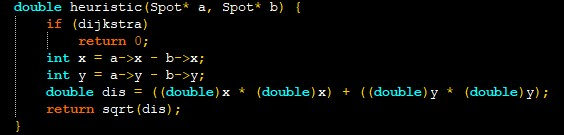 double heuristic(Spot* a, Spot* b) {
    if (dijkstra)
        return 0;
    int x = a->x - b->x;
    int y = a->y - b->y;
    double dis = ((double)x * (double)x) + ((double)y * (double)y);
    return sqrt(dis);
}